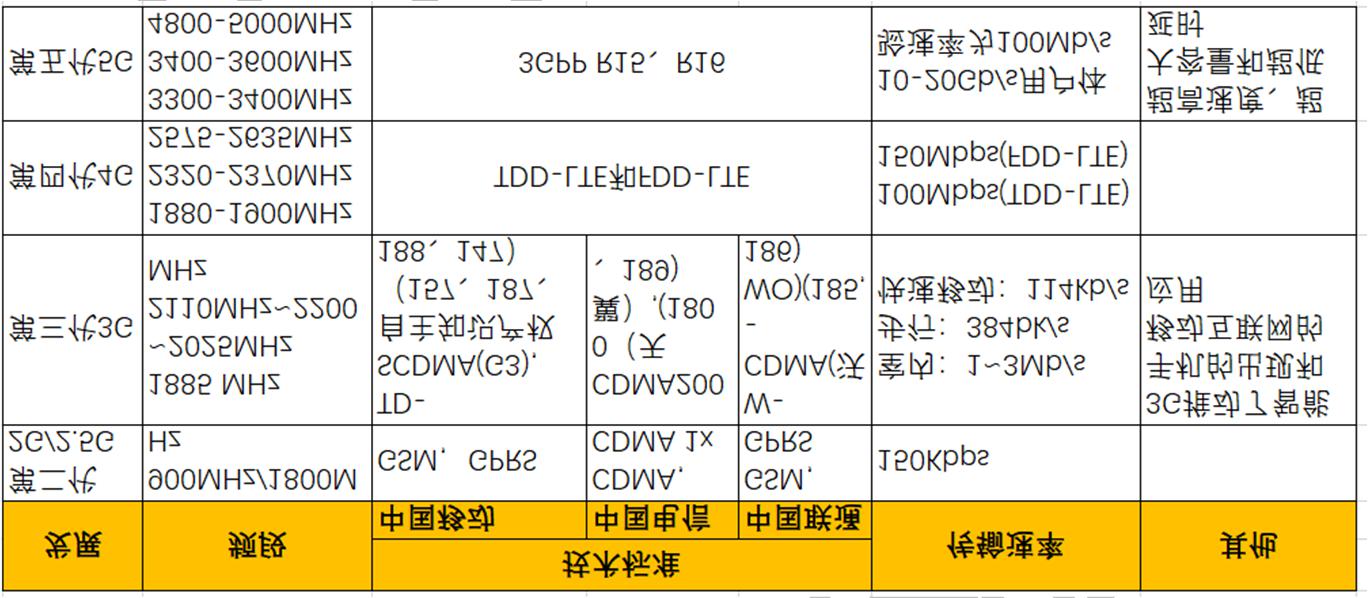 发展
频段
技术标准
中国移动
中国电信
中国联通
传输速率
其他
第二代
2G/2.5G
900MHz/1800M
Hz
GSM， GPRS
CDMA,
CDMA 1x
GSM,
GPRS
150Kbps
第三代3G
1885 MHz
~2025MHz
2110MHz~2200
MHz
TD-
SCDMA(G3),
自主知识产权
（157、187、
188、147）
CDMA200
0（天
翼）,(180
、189)
W-
CDMA(沃
-
WO)(185,
186)
室内：1~3Mb/s
步行：384bk/s
快速移动：114kb/s
3G推动了智能
手机的出现和
移动互联网的
应用
第四代4G
1880-1900MHz
2320-2370MHz
2575-2635MHz
TDD-LTE和FDD-LTE
100Mbps(TDD-LTE)
150Mbps(FDD-LTE)
第五代5G
3300-3400MHz
3400-3600MHz
4800-5000MHz
3GPP R15、R16
10-20Gb/s用户体
验速率为100Mb/s
超高速度、超
大容量和超低
延时